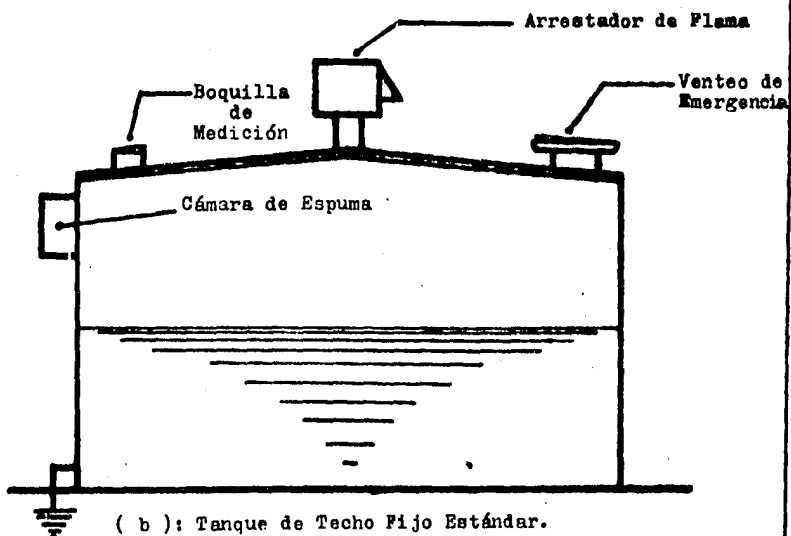 Arrestador de Flama
Venteo de
Emergencia
Boquilla
de
Medición
Cámara de Espuma
( b ): Tanque de Techo Fijo Estándar.